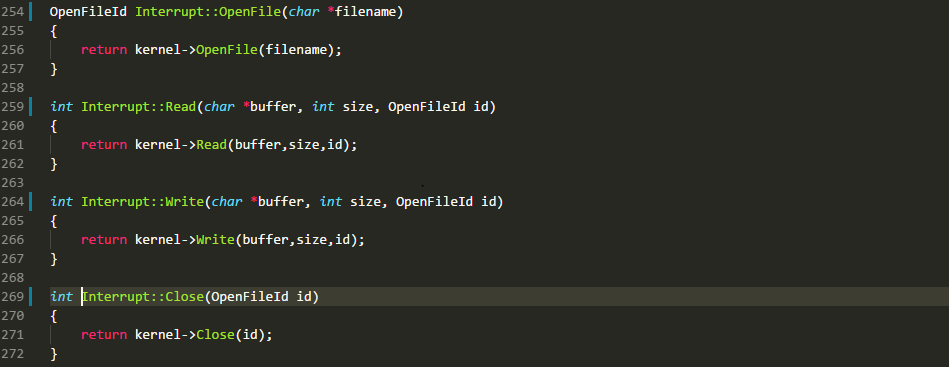 254 OpenFileId Interrupt::OpenFile(char *filename)
255 {
256     return kernel->OpenFile(filename);
257 }
258
259 int Interrupt::Read(char *buffer, int size, OpenFileId id)
260 {
261     return kernel->Read(buffer,size,id);
262 }
263
264 int Interrupt::Write(char *buffer, int size, OpenFileId id)
265 {
266     return kernel->Write(buffer,size,id);
267 }
268
269 int Interrupt::Close(OpenFileId id)
270 {
271     return kernel->Close(id);
272 }